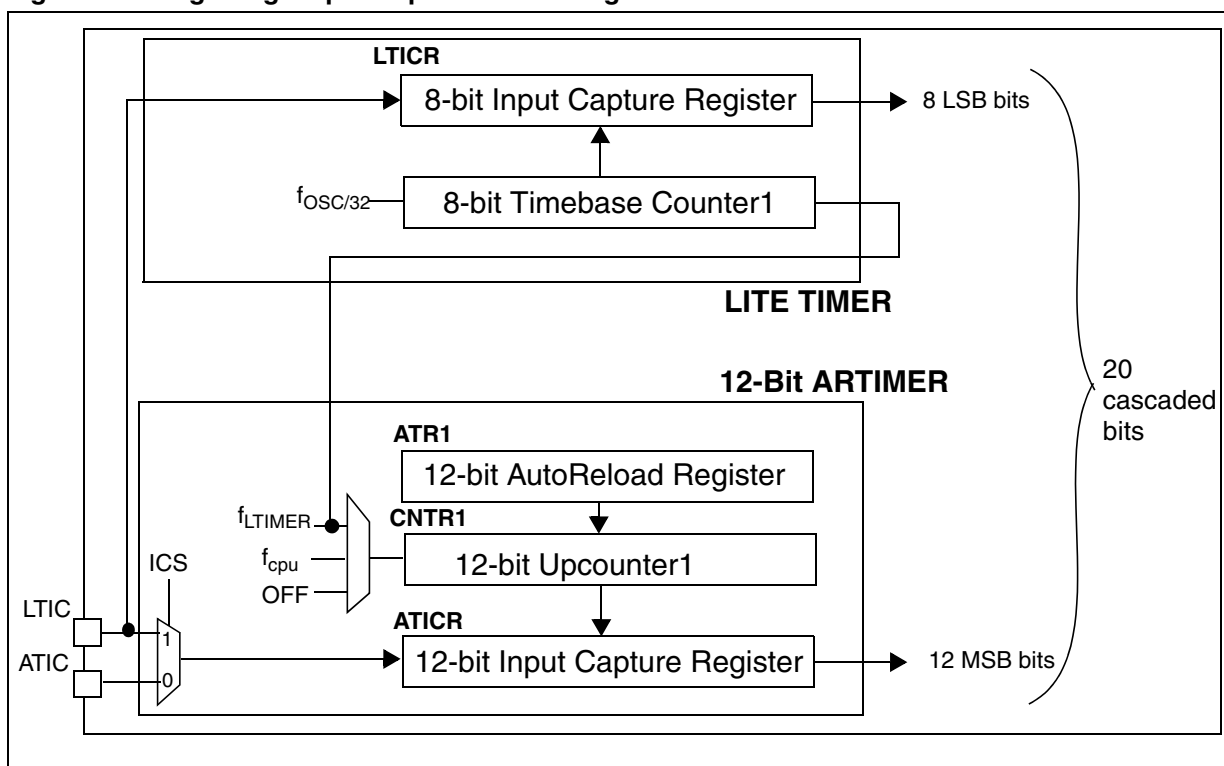 LTICR
8-bit Input Capture Register
8 LSB bits
fOSC/32
8-bit Timebase Counter1
LITE TIMER
12-Bit ARTIMER
20
cascaded
bits
ATR1
12-bit AutoReload Register
fLTIMER
CNTR1
fcpu
12-bit Upcounter1
ICS
OFF
LTIC
ATICR
1
ATIC
12-bit Input Capture Register
12 MSB bits
0